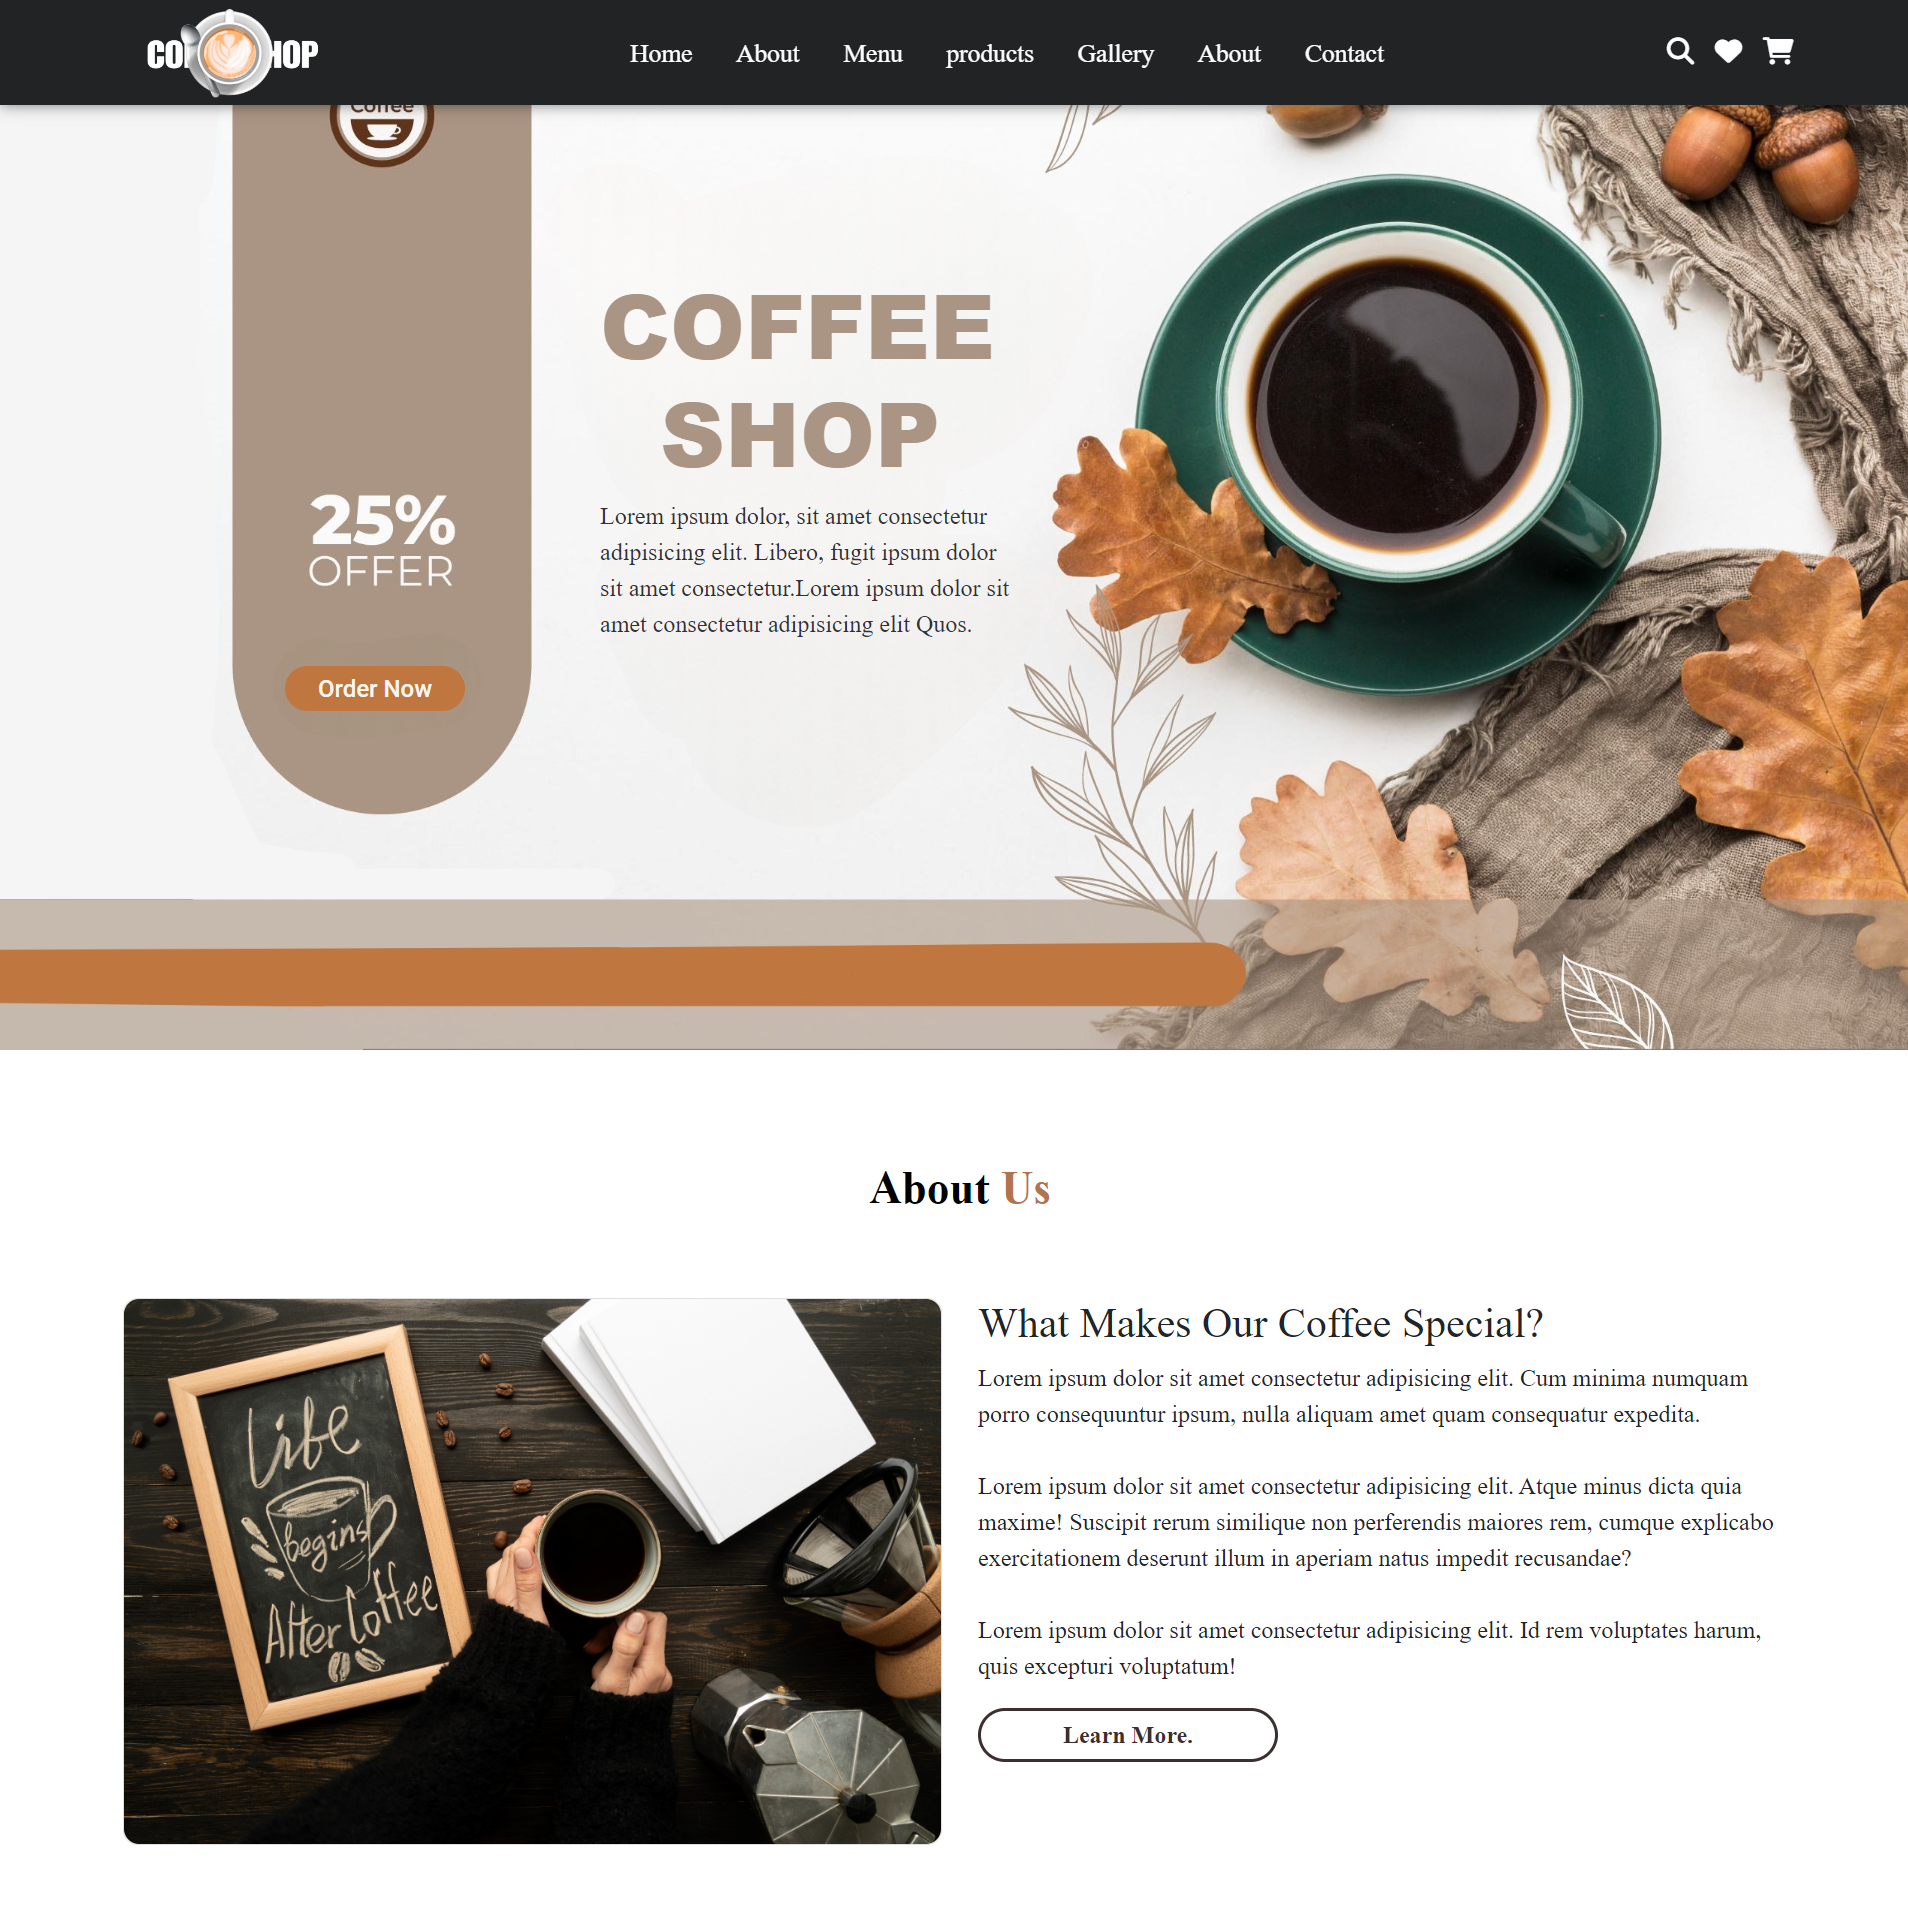 Home About Menu products Gallery About Contact
Coffee
COFFEE
SHOP
Lorem ipsum dolor, sit amet consectetur
adipisicing elit. Libero, fugit ipsum dolor
sit amet consectetur.Lorem ipsum dolor sit
amet consectetur adipisicing elit Quos.
25%
OFFER
Order Now
About Us
Life
begins
After Coffee
What Makes Our Coffee Special?
Lorem ipsum dolor sit amet consectetur adipisicing elit. Cum minima numquam
porro consequuntur ipsum, nulla aliquam amet quam consequatur expedita.
Lorem ipsum dolor sit amet consectetur adipisicing elit. Atque minus dicta quia
maxime! Suscipit rerum similique non perferendis maiores rem, cumque explicabo
exercitationem deserunt illum in aperiam natus impedit recusandae?
Lorem ipsum dolor sit amet consectetur adipisicing elit. Id rem voluptates harum,
quis excepturi voluptatum!
Learn More.